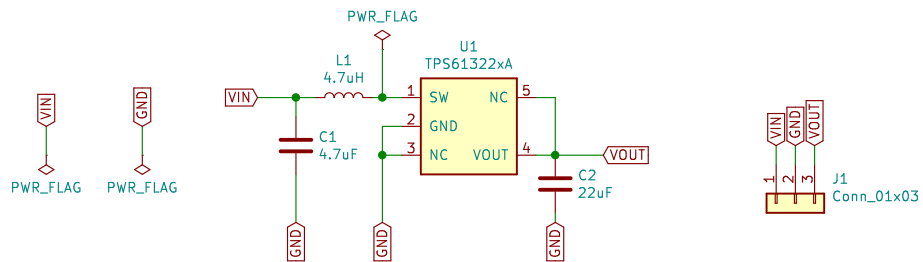 PWR_FLAG
U1
TPS61322xA
L1
4.7uH
VIN
GND
VIN
1
SW
NC
5
2
GND
3
NC
VOUT
4
VOUT
C1
4.7uF
C2
22uF
PWR_FLAG
PWR_FLAG
GND
GND
GND
VIN
GND
VOUT
1
2
3
J1
Conn_01x03